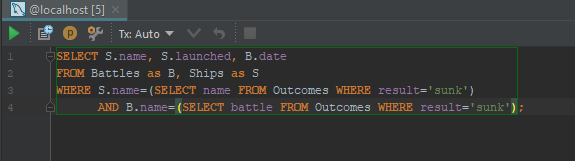 @localhost [5]
Tx: Auto
1 SELECT S.name, S.launched, B.date
2 FROM Battles as B, Ships as S
3 WHERE S.name=(SELECT name FROM Outcomes WHERE result='sunk')
4 AND B.name=(SELECT battle FROM Outcomes WHERE result='sunk');